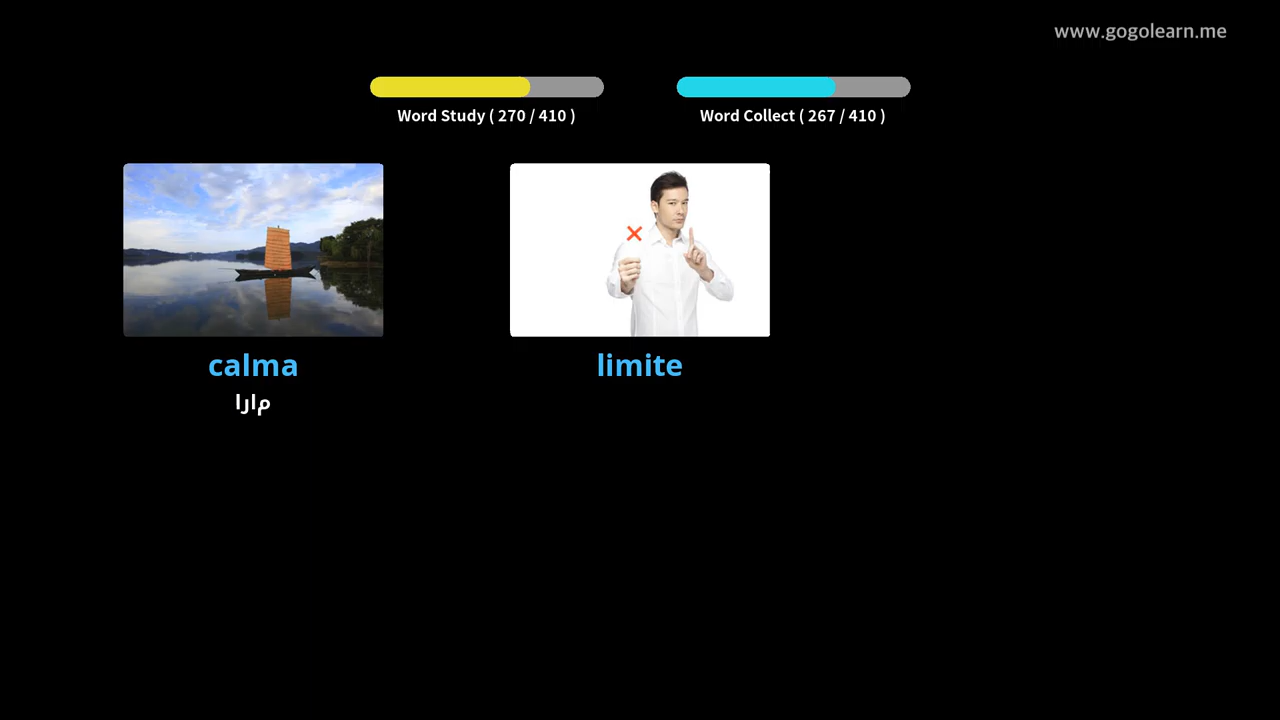 www.gogolearn.me
Word Study ( 270 / 410 )
Word Collect ( 267 / 410 )
calma
مارا
limite